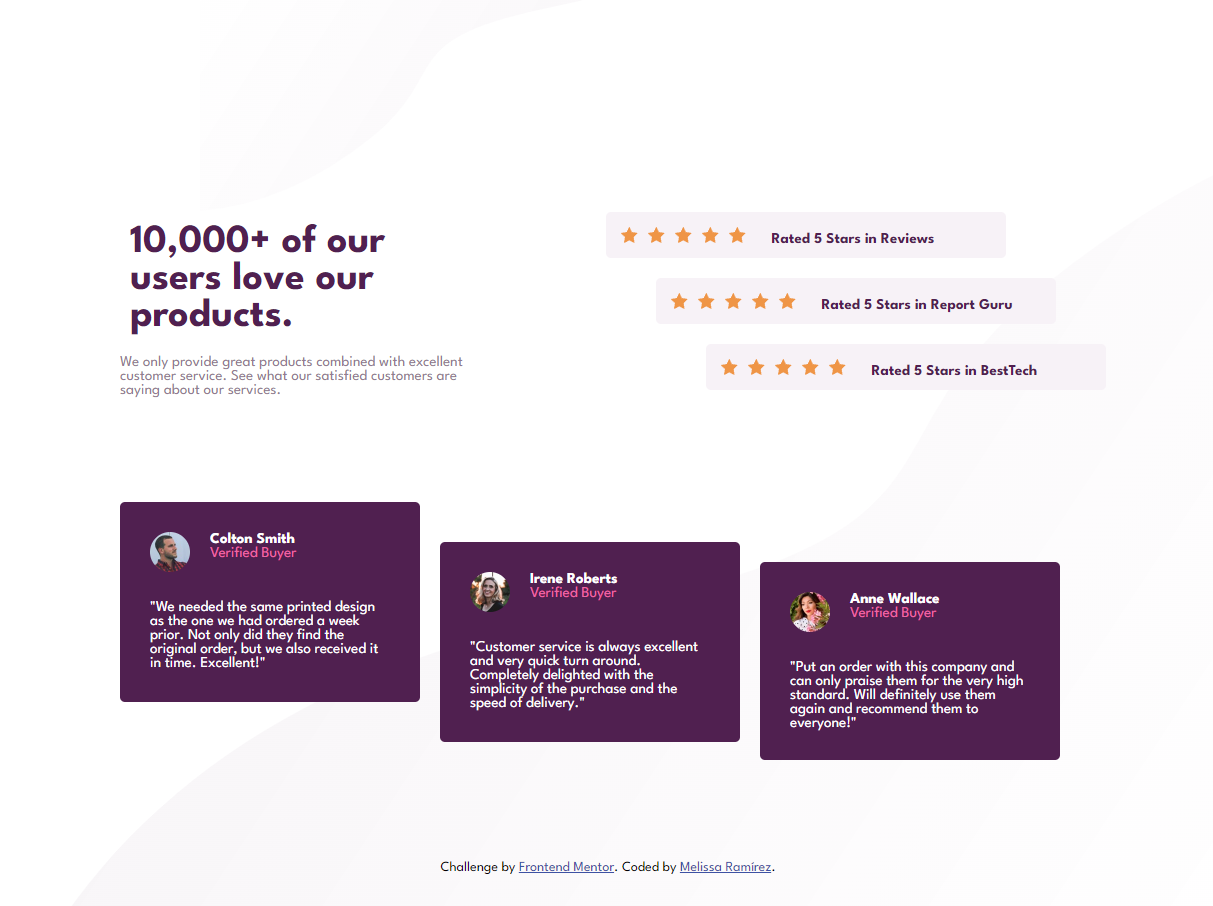 10,000+ of our
users love our
products.
We only provide great products combined with excellent
customer service. See what our satisfied customers are
saying about our services.
Rated 5 Stars in Reviews
Rated 5 Stars in Report Guru
Rated 5 Stars in BestTech
Colton Smith
Verified Buyer
"We needed the same printed design
as the one we had ordered a week
prior. Not only did they find the
original order, but we also received it
in time. Excellent!"
Irene Roberts
Verified Buyer
"Customer service is always excellent
and very quick turn around.
Completely delighted with the
simplicity of the purchase and the
speed of delivery."
Anne Wallace
Verified Buyer
"Put an order with this company and
can only praise them for the very high
standard. Will definitely use them
again and recommend them to
everyone!"
Challenge by Frontend Mentor. Coded by Melissa Ramírez.